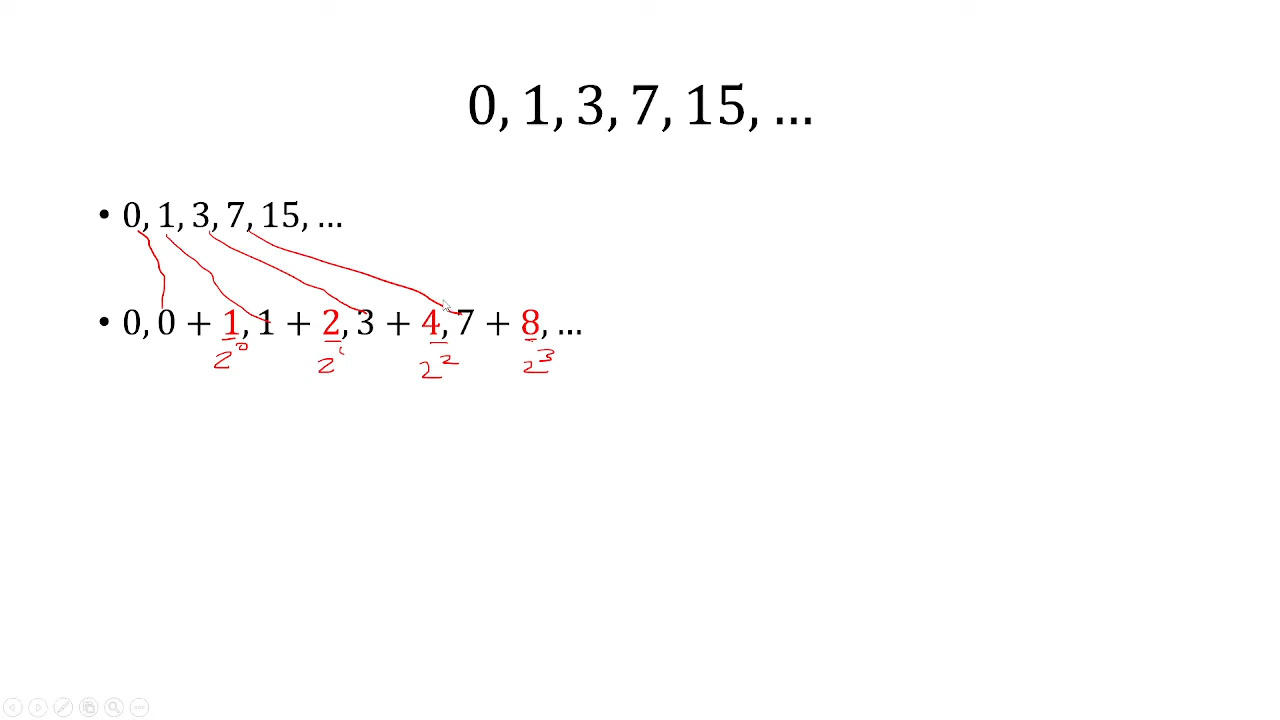 0, 1, 3, 7, 15, …
• 0, 1, 3, 7, 15, …
• 0, 0 + 1, 1 + 2, 3 + 4, 7 + 8, …
2⁰ 2¹ 2² 2³